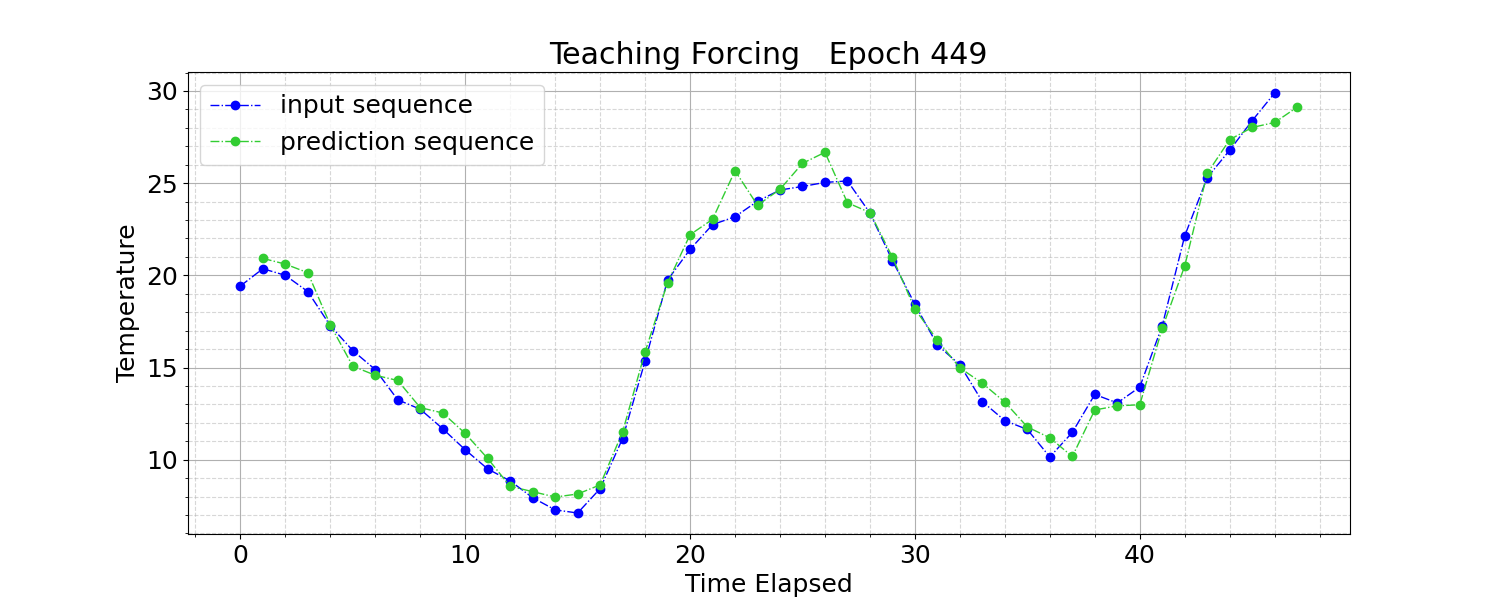 Teaching Forcing   Epoch 449
input sequence
prediction sequence
Temperature
30
25
20
15
10
0 10 20 30 40
Time Elapsed